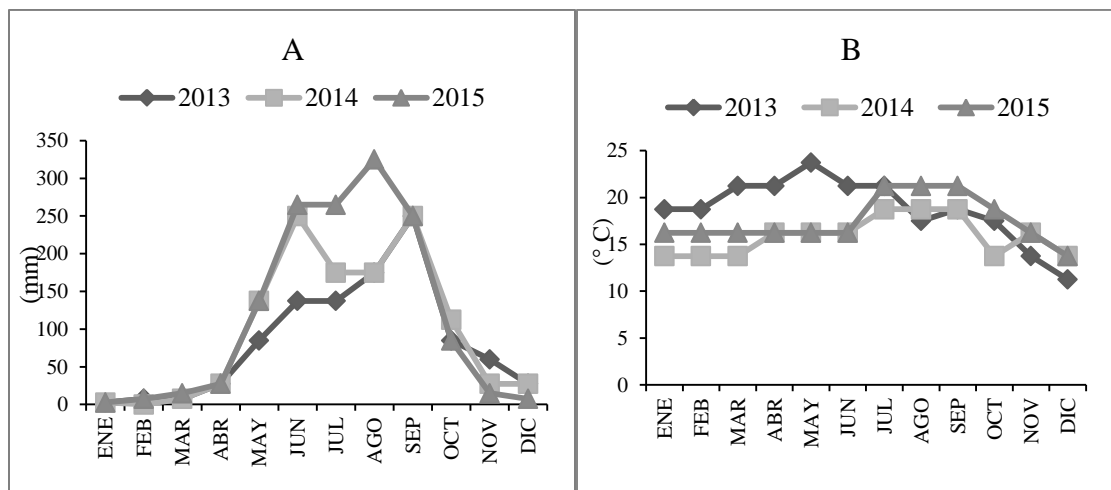 A
2013 2014 2015
350
300
250
200
150
100
50
0
(mm)
ENE FEB MAR ABR MAY JUN JUL AGO SEP OCT NOV DIC
B
2013 2014 2015
25
20
15
10
5
0
(° C)
ENE FEB MAR ABR MAY JUN JUL AGO SEP OCT NOV DIC